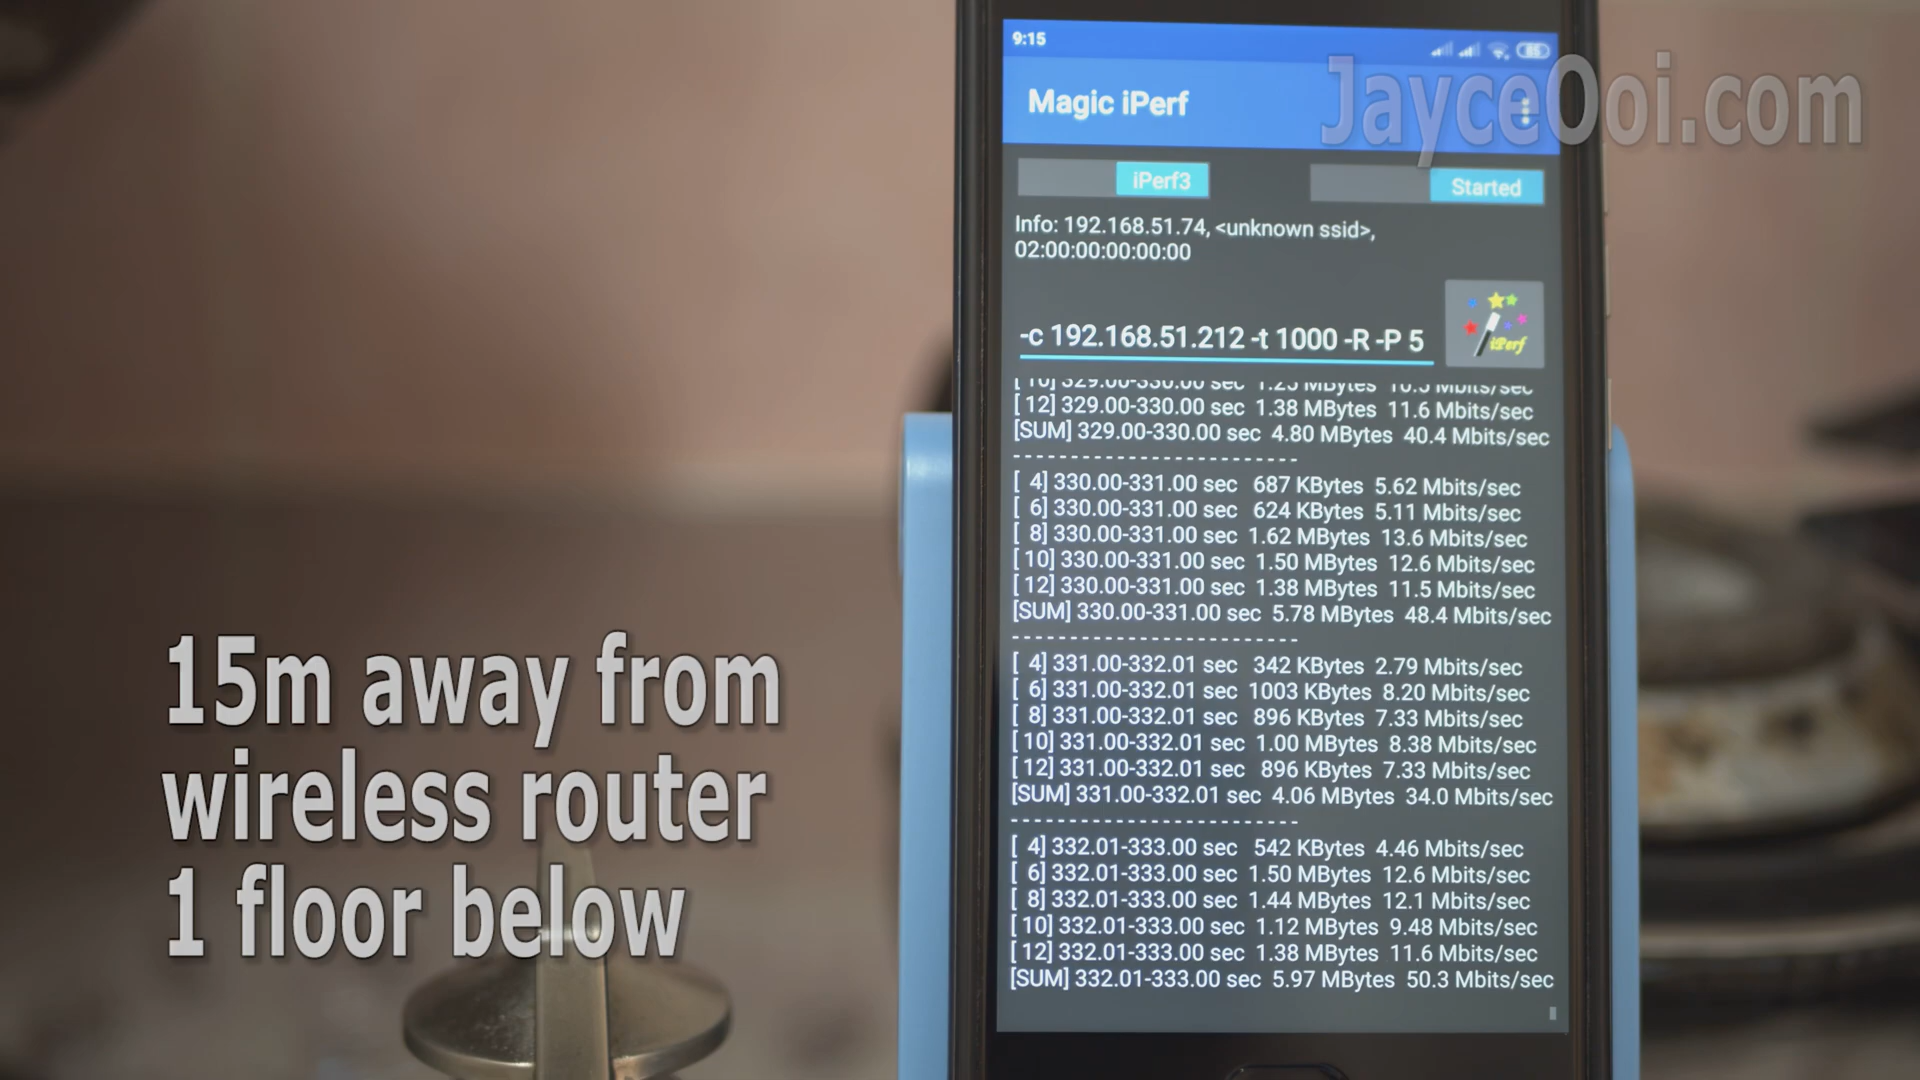 9:15
85
JayceOoi.com
Magic iPerf
iPerf3
Started
Info: 192.168.51.74, <unknown ssid>,
02:00:00:00:00:00
-c 192.168.51.212 -t 1000 -R -P 5
iPerf
[ 10] 329.00-330.00 sec 1.25 MBytes 10.5 Mbits/sec
[ 12] 329.00-330.00 sec 1.38 MBytes 11.6 Mbits/sec
[SUM] 329.00-330.00 sec 4.80 MBytes 40.4 Mbits/sec
- - - - - - - - - - - - - - - - - - - - - - - - -
[ 4] 330.00-331.00 sec 687 KBytes 5.62 Mbits/sec
[ 6] 330.00-331.00 sec 624 KBytes 5.11 Mbits/sec
[ 8] 330.00-331.00 sec 1.62 MBytes 13.6 Mbits/sec
[ 10] 330.00-331.00 sec 1.50 MBytes 12.6 Mbits/sec
[ 12] 330.00-331.00 sec 1.38 MBytes 11.5 Mbits/sec
[SUM] 330.00-331.00 sec 5.78 MBytes 48.4 Mbits/sec
- - - - - - - - - - - - - - - - - - - - - - - - -
[ 4] 331.00-332.01 sec 342 KBytes 2.79 Mbits/sec
[ 6] 331.00-332.01 sec 1003 KBytes 8.20 Mbits/sec
[ 8] 331.00-332.01 sec 896 KBytes 7.33 Mbits/sec
[ 10] 331.00-332.01 sec 1.00 MBytes 8.38 Mbits/sec
[ 12] 331.00-332.01 sec 896 KBytes 7.33 Mbits/sec
[SUM] 331.00-332.01 sec 4.06 MBytes 34.0 Mbits/sec
- - - - - - - - - - - - - - - - - - - - - - - - -
[ 4] 332.01-333.00 sec 542 KBytes 4.46 Mbits/sec
[ 6] 332.01-333.00 sec 1.50 MBytes 12.6 Mbits/sec
[ 8] 332.01-333.00 sec 1.44 MBytes 12.1 Mbits/sec
[ 10] 332.01-333.00 sec 1.12 MBytes 9.48 Mbits/sec
[ 12] 332.01-333.00 sec 1.38 MBytes 11.6 Mbits/sec
[SUM] 332.01-333.00 sec 5.97 MBytes 50.3 Mbits/sec
15m away from
wireless router
1 floor below